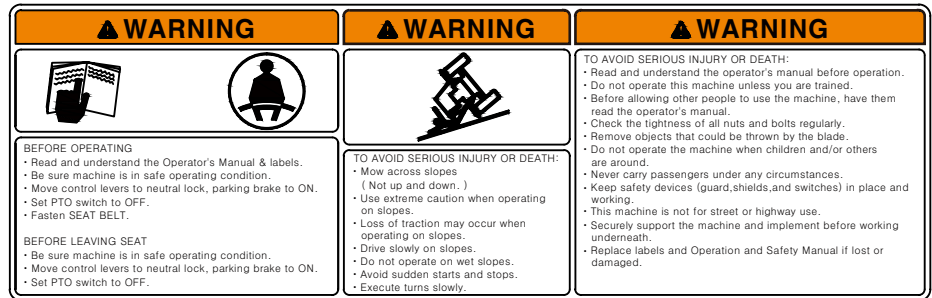 WARNING
BEFORE OPERATING
• Read and understand the Operator's Manual & labels.
• Be sure machine is in safe operating condition.
• Move control levers to neutral lock, parking brake to ON.
• Set PTO switch to OFF.
• Fasten SEAT BELT.
BEFORE LEAVING SEAT
• Be sure machine is in safe operating condition.
• Move control levers to neutral lock, parking brake to ON.
• Set PTO switch to OFF.
WARNING
TO AVOID SERIOUS INJURY OR DEATH:
• Mow across slopes
( Not up and down. )
• Use extreme caution when operating
on slopes.
• Loss of traction may occur when
operating on slopes.
• Drive slowly on slopes.
• Do not operate on wet slopes.
• Avoid sudden starts and stops.
• Execute turns slowly.
WARNING
TO AVOID SERIOUS INJURY OR DEATH:
• Read and understand the operator's manual before operation.
• Do not operate this machine unless you are trained.
• Before allowing other people to use the machine, have them
read the operator's manual.
• Check the tightness of all nuts and bolts regularly.
• Remove objects that could be thrown by the blade.
• Do not operate the machine when children and/or others
are around.
• Never carry passengers under any circumstances.
• Keep safety devices (guard,shields,and switches) in place and
working.
• This machine is not for street or highway use.
• Securely support the machine and implement before working
underneath.
• Replace labels and Operation and Safety Manual if lost or
damaged.